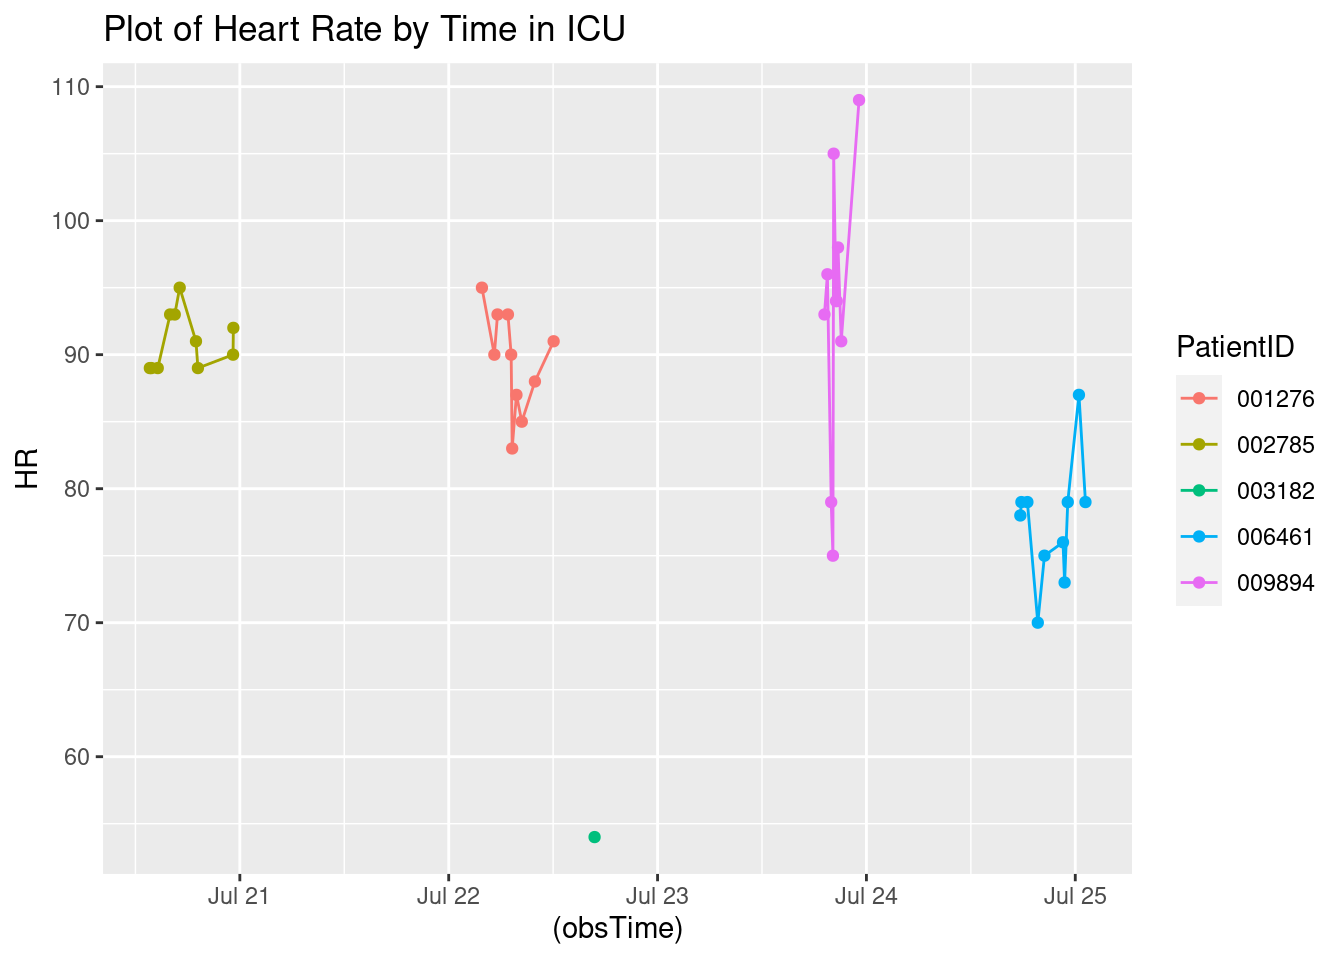 Plot of Heart Rate by Time in ICU
110
100
90
80
70
60
HR
Jul 21
Jul 22
Jul 23
Jul 24
Jul 25
(obsTime)
PatientID
001276
002785
003182
006461
009894